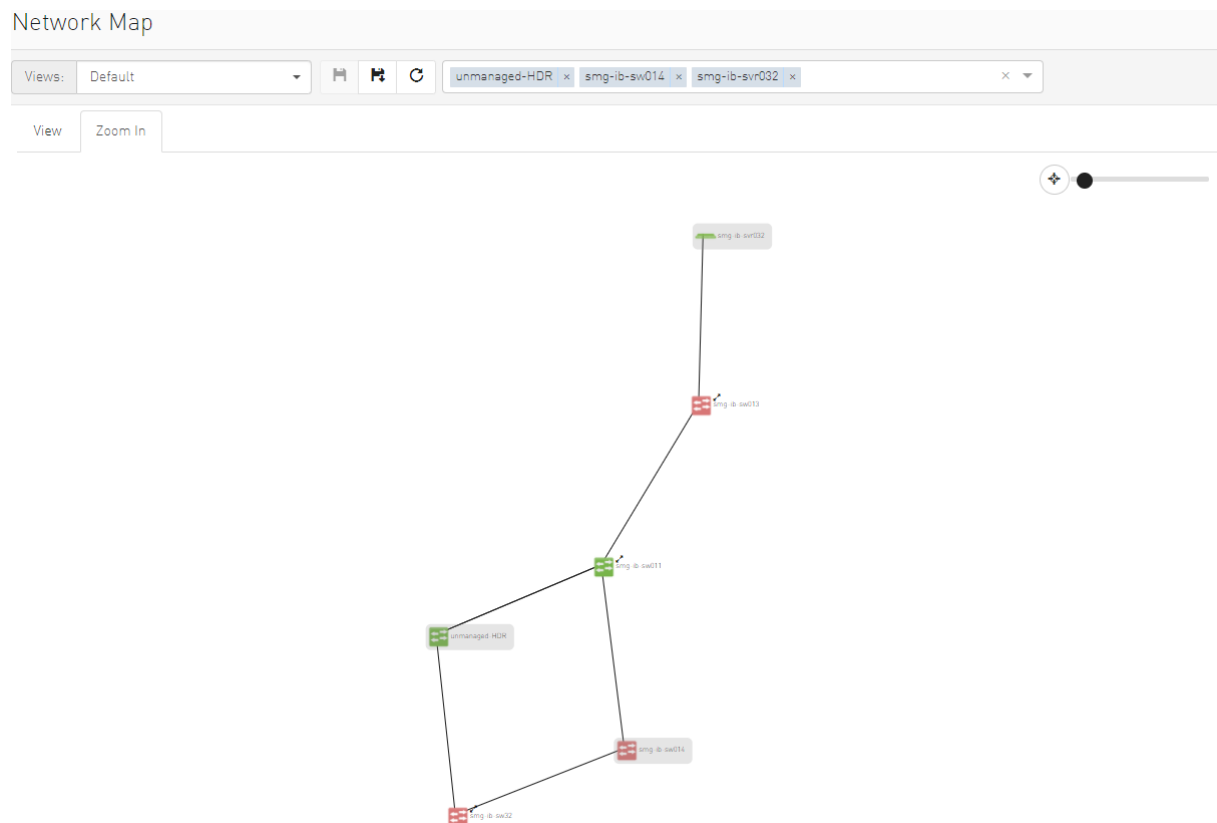 Network Map
Views: Default unmanaged-HDR × smg-ib-sw014 × smg-ib-svr032 ×
View Zoom In
smg-ib-svr032
smg-ib-sw013
smg-ib-sw011
unmanaged-HDR
smg-ib-sw014
smg-ib-sw32